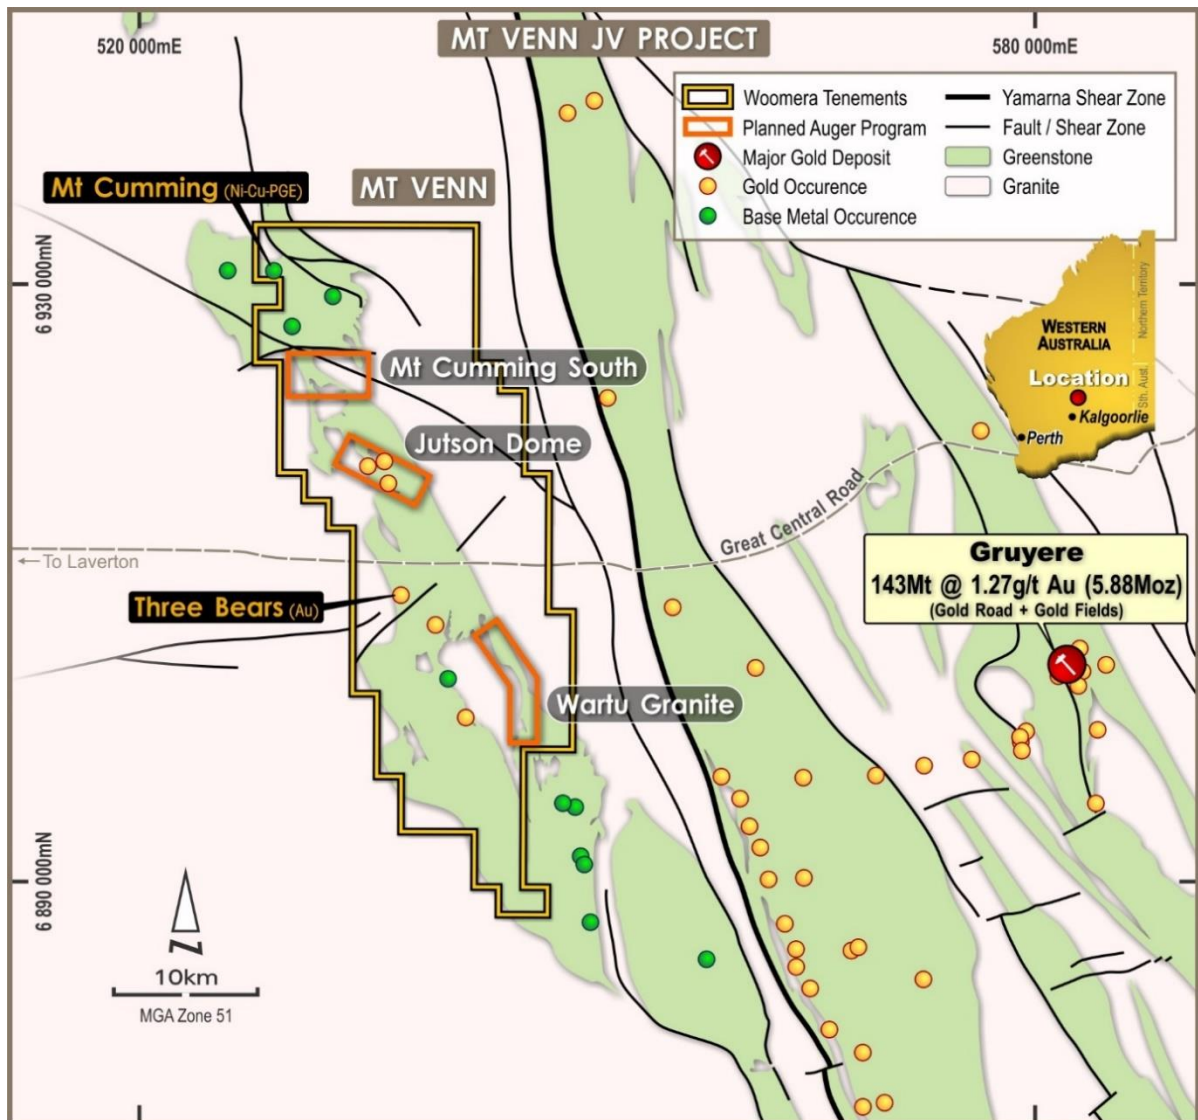 520 000mE
MT VENN JV PROJECT
580 000mE
Woomera Tenements
Planned Auger Program
Major Gold Deposit
Gold Occurence
Base Metal Occurence
Yamarna Shear Zone
Fault / Shear Zone
Greenstone
Granite
Mt Cumming (Ni-Cu-PGE)
MT VENN
6 930 000mN
WESTERN
AUSTRALIA
Northern Territory
Sth. Aust.
Location
Kalgoorlie
Perth
Mt Cumming South
Jutson Dome
Great Central Road
To Laverton
Gruyere
143Mt @ 1.27g/t Au (5.88Moz)
(Gold Road + Gold Fields)
Three Bears (Au)
Wartu Granite
6 890 000mN
N
10km
MGA Zone 51